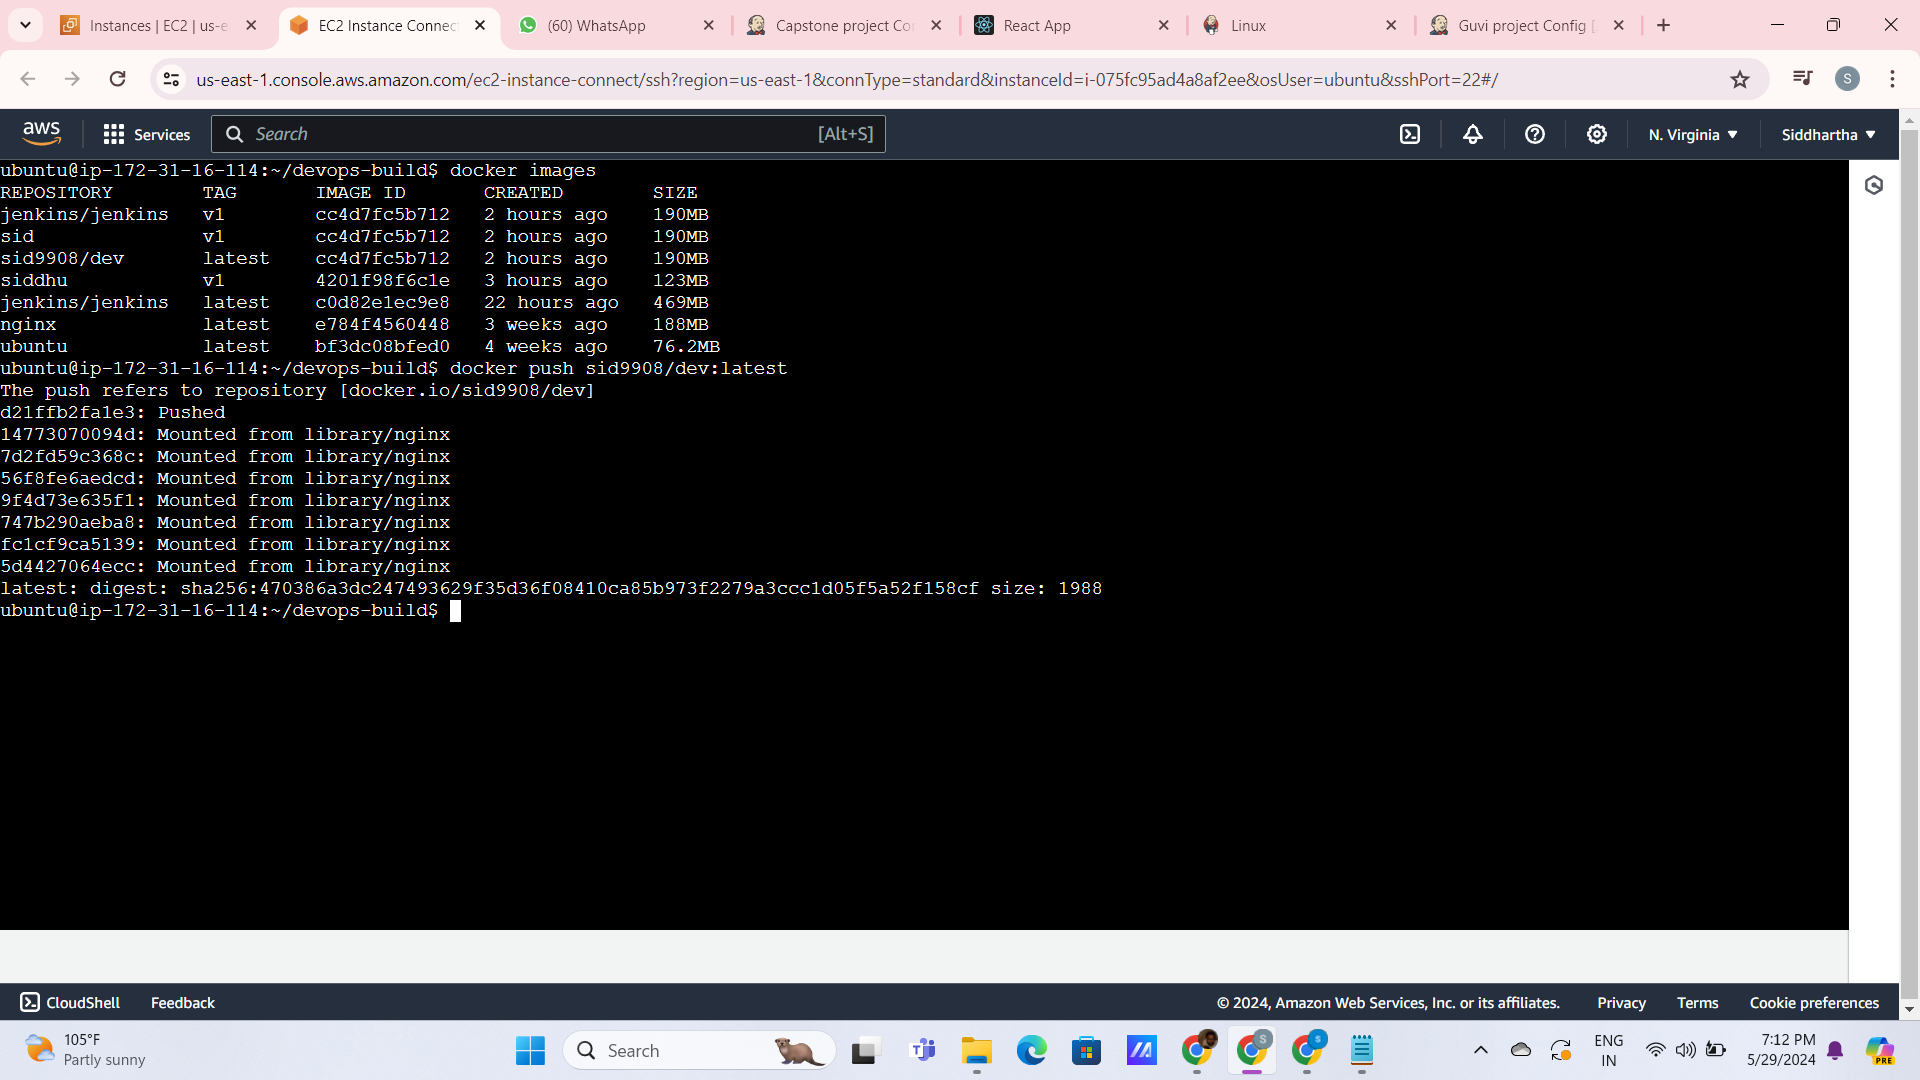 Instances | EC2 | us-e
EC2 Instance Connec
(60) WhatsApp
Capstone project Co
React App
Linux
Guvi project Config [
us-east-1.console.aws.amazon.com/ec2-instance-connect/ssh?region=us-east-1&connType=standard&instanceId=i-075fc95ad4a8af2ee&osUser=ubuntu&sshPort=22#/
S
aws
Services
Search
[Alt+S]
N. Virginia
Siddhartha
ubuntu@ip-172-31-16-114:~/devops-build$ docker images
REPOSITORY TAG IMAGE ID CREATED SIZE
jenkins/jenkins v1 cc4d7fc5b712 2 hours ago 190MB
sid v1 cc4d7fc5b712 2 hours ago 190MB
sid9908/dev latest cc4d7fc5b712 2 hours ago 190MB
siddhu v1 4201f98f6c1e 3 hours ago 123MB
jenkins/jenkins latest c0d82e1ec9e8 22 hours ago 469MB
nginx latest e784f4560448 3 weeks ago 188MB
ubuntu latest bf3dc08bfed0 4 weeks ago 76.2MB
ubuntu@ip-172-31-16-114:~/devops-build$ docker push sid9908/dev:latest
The push refers to repository [docker.io/sid9908/dev]
d21ffb2fa1e3: Pushed
14773070094d: Mounted from library/nginx
7d2fd59c368c: Mounted from library/nginx
56f8fe6aedcd: Mounted from library/nginx
9f4d73e635f1: Mounted from library/nginx
747b290aeba8: Mounted from library/nginx
fc1cf9ca5139: Mounted from library/nginx
5d4427064ecc: Mounted from library/nginx
latest: digest: sha256:470386a3dc247493629f35d36f08410ca85b973f2279a3ccc1d05f5a52f158cf size: 1988
ubuntu@ip-172-31-16-114:~/devops-build$
CloudShell
Feedback
© 2024, Amazon Web Services, Inc. or its affiliates.
Privacy
Terms
Cookie preferences
105°F
Partly sunny
Search
ENG
IN
7:12 PM
5/29/2024
PRE